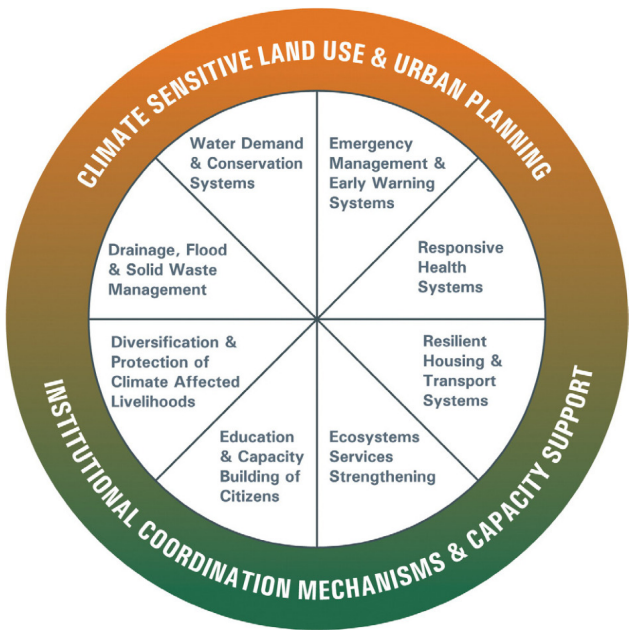 CLIMATE SENSITIVE LAND USE & URBAN PLANNING
Water Demand
& Conservation
Systems
Emergency
Management &
Early Warning
Systems
Responsive
Health
Systems
Resilient
Housing &
Transport
Systems
Ecosystems
Services
Strengthening
Education
& Capacity
Building of
Citizens
Diversification &
Protection of
Climate Affected
Livelihoods
Drainage, Flood
& Solid Waste
Management
INSTITUTIONAL COORDINATION MECHANISMS & CAPACITY SUPPORT